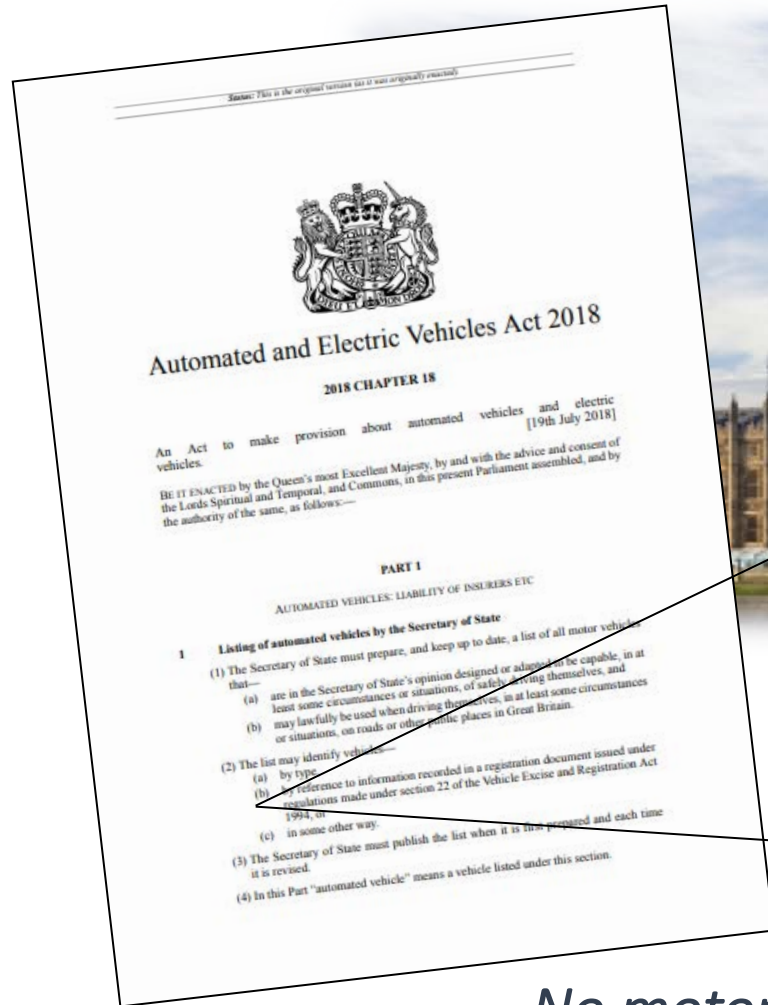 Status: This is the original version (as it was originally enacted).
DIEU ET MON DROIT
Automated and Electric Vehicles Act 2018
2018 CHAPTER 18
An Act to make provision about automated vehicles and electric
vehicles. [19th July 2018]
BE IT ENACTED by the Queen's most Excellent Majesty, by and with the advice and consent of
the Lords Spiritual and Temporal, and Commons, in this present Parliament assembled, and by
the authority of the same, as follows:—
PART 1
AUTOMATED VEHICLES: LIABILITY OF INSURERS ETC
1 Listing of automated vehicles by the Secretary of State
(1) The Secretary of State must prepare, and keep up to date, a list of all motor vehicles
that—
(a) are in the Secretary of State's opinion designed or adapted to be capable, in at
least some circumstances or situations, of safely driving themselves, and
(b) may lawfully be used when driving themselves, in at least some circumstances
or situations, on roads or other public places in Great Britain.
(2) The list may identify vehicles—
(a) by type,
(b) by reference to information recorded in a registration document issued under
regulations made under section 22 of the Vehicle Excise and Registration Act
1994, or
(c) in some other way.
(3) The Secretary of State must publish the list when it is first prepared and each time
it is revised.
(4) In this Part "automated vehicle" means a vehicle listed under this section.